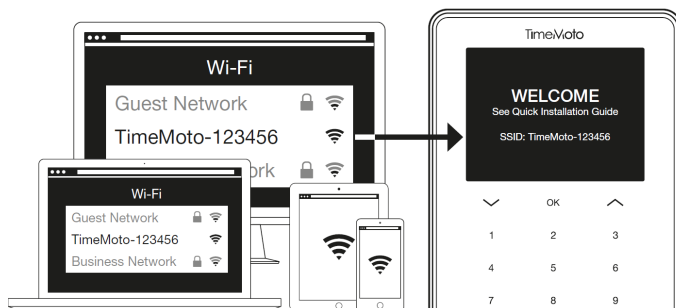 Wi-Fi
Guest Network
TimeMoto-123456
ork
Wi-Fi
Guest Network
TimeMoto-123456
Business Network
TimeMoto
WELCOME
See Quick Installation Guide
SSID: TimeMoto-123456
OK
1 2 3
4 5 6
7 8 9